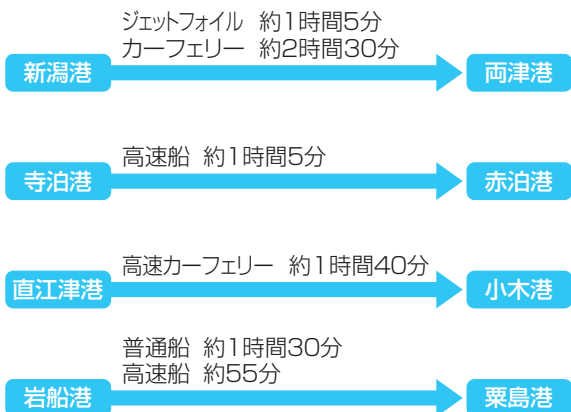 ジェットフォイル 約1時間5分
カーフェリー 約2時間30分
新潟港
両津港
高速船 約1時間5分
寺泊港
赤泊港
高速カーフェリー 約1時間40分
直江津港
小木港
普通船 約1時間30分
高速船 約55分
岩船港
粟島港